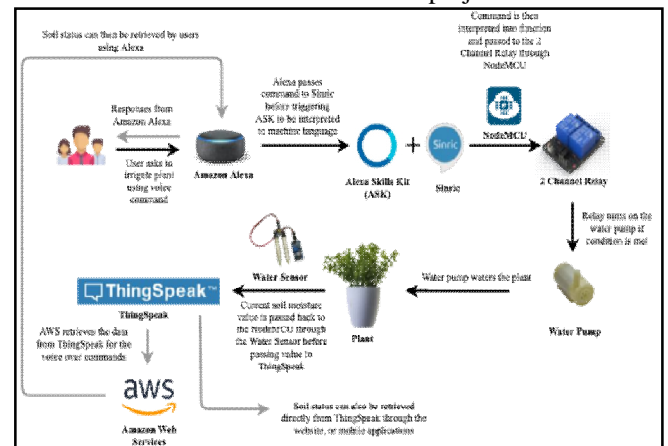 Command is then
interpreted into function
and passed to the 2
Channel Relay through
NodeMCU
Soil status can then be retrieved by users
using Alexa
Alexa passes
command to Sinric
before triggering
ASK to be interpreted
to machine language
Responses from
Amazon Alexa
User asks to
irrigate plant
using voice
command
Amazon Alexa
Alexa Skills Kit
(ASK)
Sinric
Sinric
NodeMCU
2 Channel Relay
Relay turns on the
water pump if
condition is met
Water Sensor
Water pump waters the plant
ThingSpeak™
ThingSpeak
Current soil moisture
value is passed back to
the NodeMCU through
the Water Sensor before
passing value to
ThingSpeak
Plant
Water Pump
AWS retrieves the data
from ThingSpeak for the
voice over commands
aws
Amazon Web
Services
Soil status can also be retrieved
directly from ThingSpeak through the
website, or mobile applications